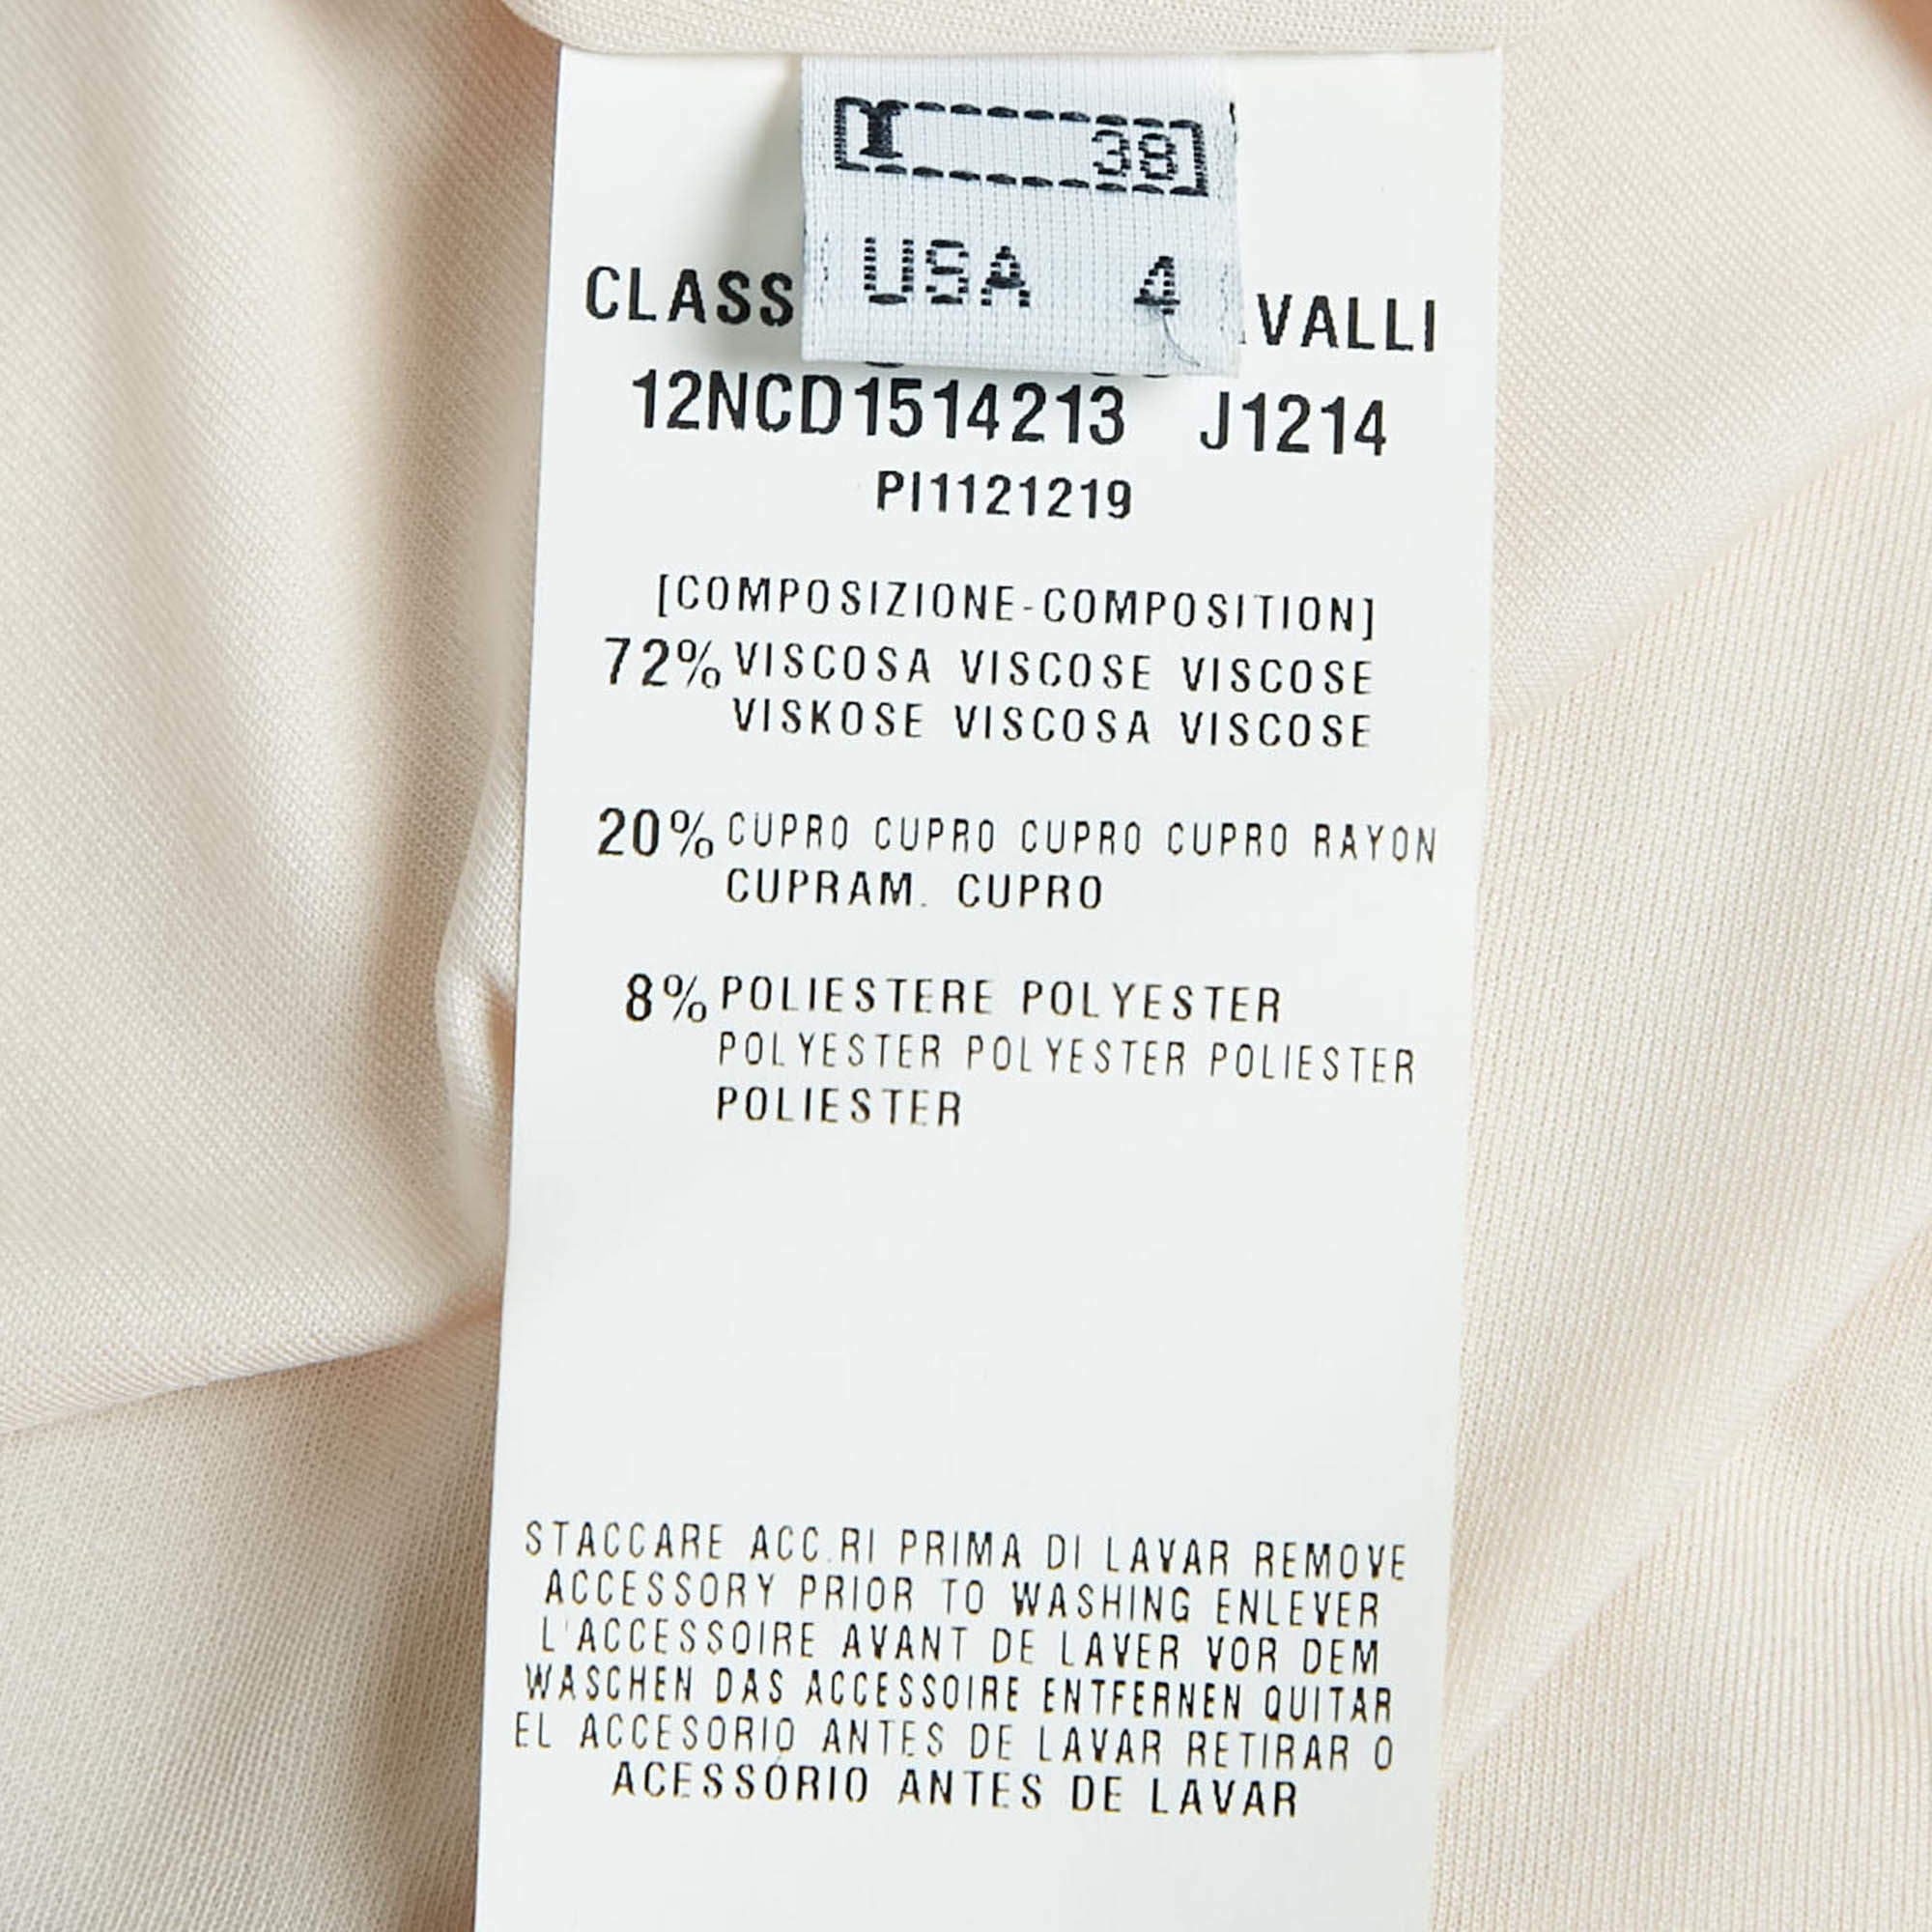 I 38
USA 4
CLASS
12NCD1514213 J1214
PI1121219
[COMPOSIZIONE-COMPOSITION]
72% VISCOSA VISCOSE VISCOSE
VISKOSE VISCOSA VISCOSE
20% CUPRO CUPRO CUPRO CUPRO RAYON
CUPRAM. CUPRO
8% POLIESTERE POLYESTER
POLYESTER POLYESTER POLIESTER
POLIESTER
STACCARE ACC.RI PRIMA DI LAVAR REMOVE
ACCESSORY PRIOR TO WASHING ENLEVER
L'ACCESSOIRE AVANT DE LAVER VOR DEM
WASCHEN DAS ACCESSOIRE ENTFERNEN QUITAR
EL ACCESORIO ANTES DE LAVAR RETIRAR O
ACESSÓRIO ANTES DE LAVAR